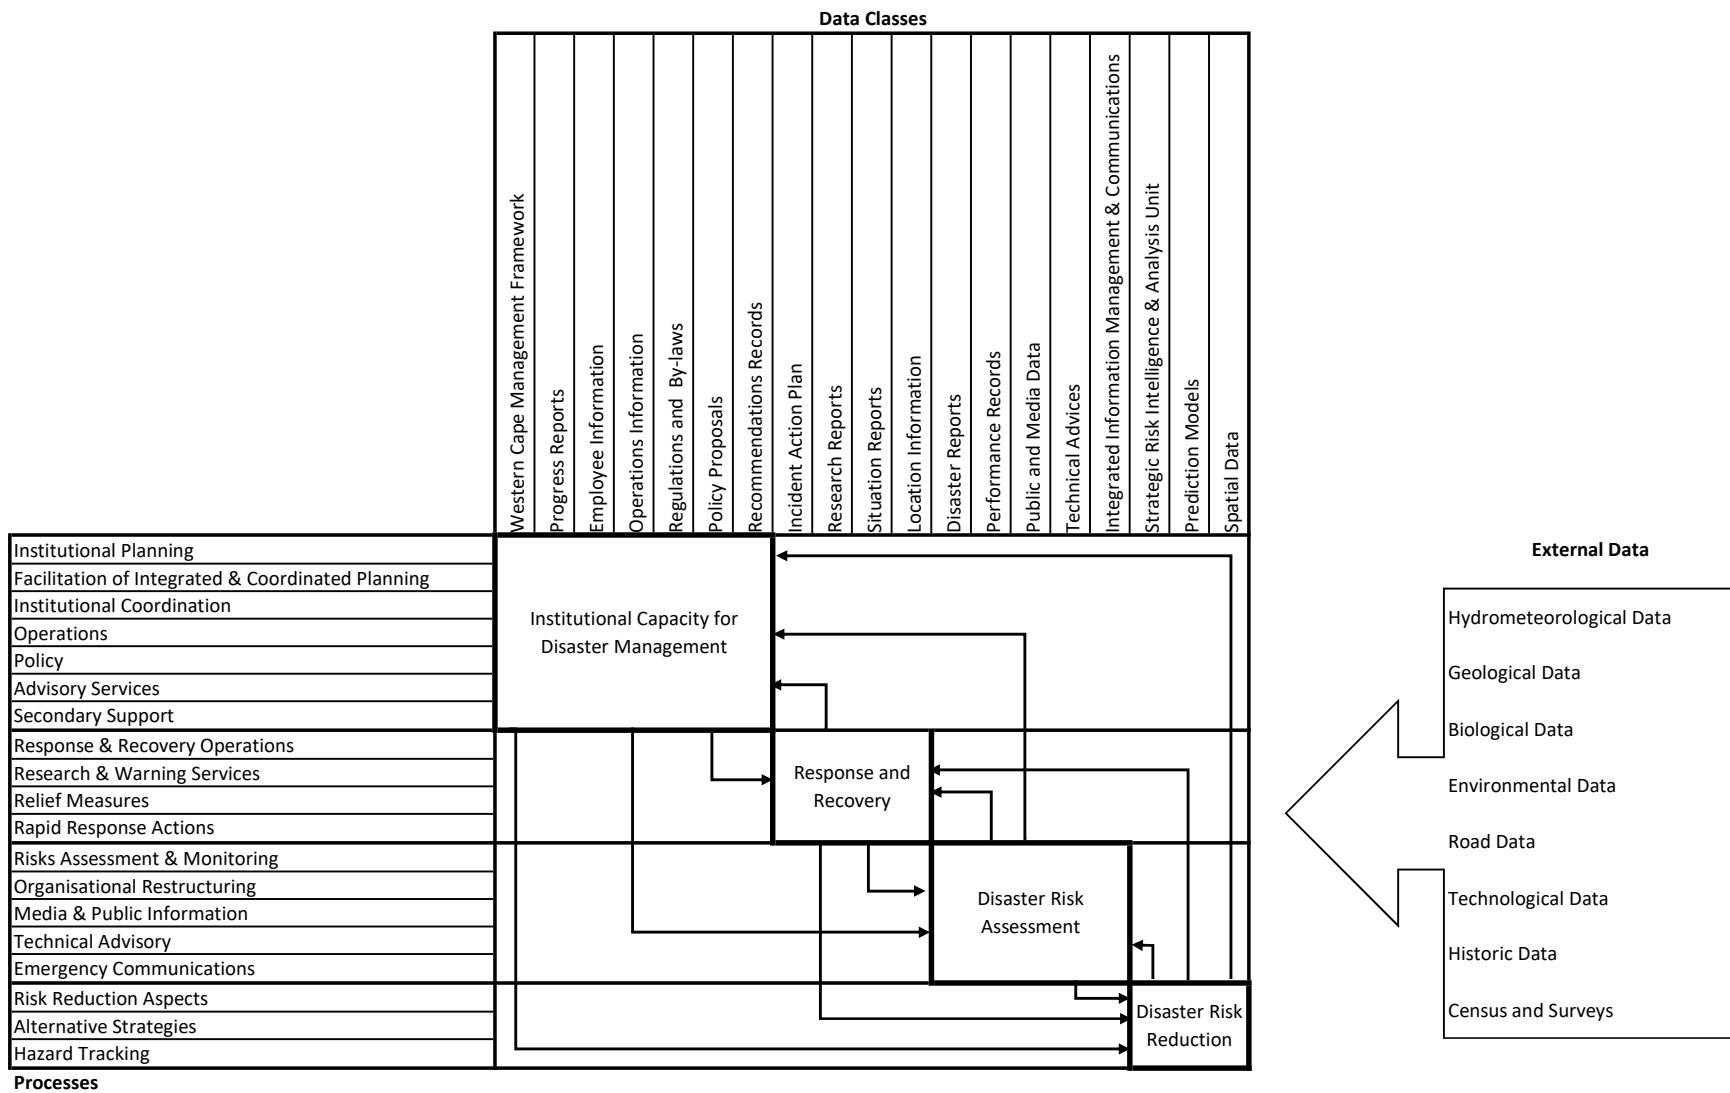 Data Classes
Western Cape Management Framework
Progress Reports
Employee Information
Operations Information
Regulations and  By-laws
Policy Proposals
Recommendations Records
Incident Action Plan
Research Reports
Situation Reports
Location Information
Disaster Reports
Performance Records
Public and Media Data
Technical Advices
Integrated Information Management & Communications
Strategic Risk Intelligence & Analysis Unit
Prediction Models
Spatial Data
Institutional Planning
Facilitation of Integrated & Coordinated Planning
Institutional Coordination
Operations
Policy
Advisory Services
Secondary Support
Response & Recovery Operations
Research & Warning Services
Relief Measures
Rapid Response Actions
Risks Assessment & Monitoring
Organisational Restructuring
Media & Public Information
Technical Advisory
Emergency Communications
Risk Reduction Aspects
Alternative Strategies
Hazard Tracking
Processes
Institutional Capacity for
Disaster Management
Response and
Recovery
Disaster Risk
Assessment
Disaster Risk
Reduction
External Data
Hydrometeorological Data
Geological Data
Biological Data
Environmental Data
Road Data
Technological Data
Historic Data
Census and Surveys